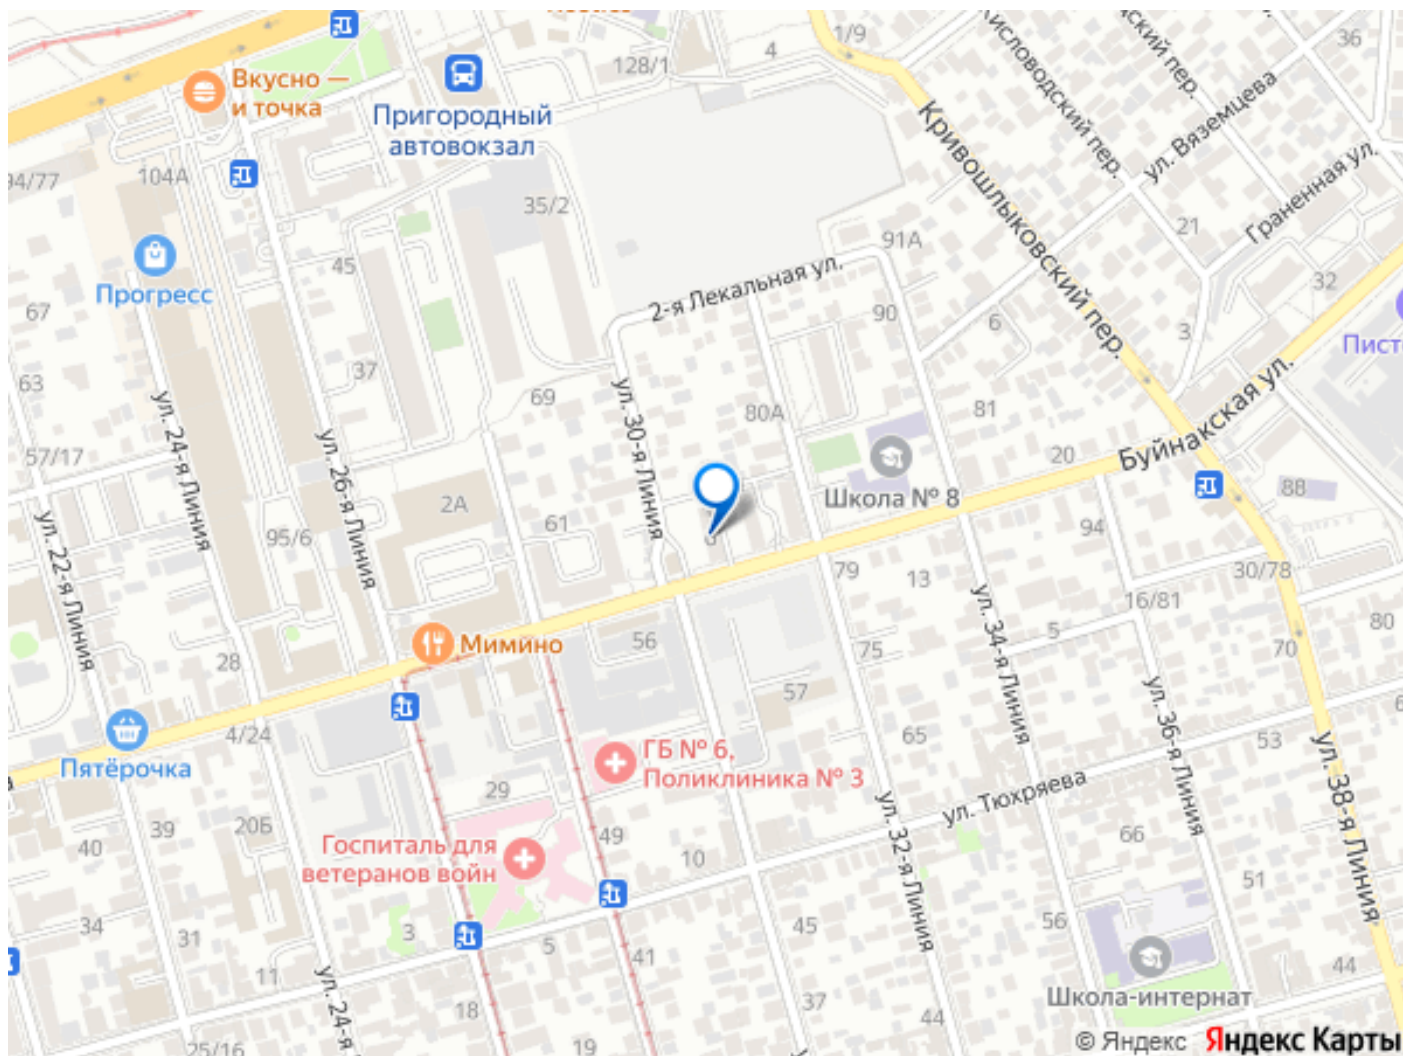 1/9
4
128/1
36
Вкусно —
и точка
Пригородный
автовокзал
Кисловодский пер.
ул. Вяземцева
Кривошлыковский пер.
Граненная ул.
94/77
104А
35/2
21
91А
45
32
Прогресс
2-я Лекальная ул.
67
90
6
3
Пист
63
37
69
80А
81
ул. 24-я Линия
ул. 26-я Линия
ул. 30-я Линия
Буйнакская ул.
57/17
20
Школа № 8
88
2А
61
94
95/6
ул. 22-я Линия
79
13
30/78
16/81
5
80
ул. 34-я Линия
Мимино
56
75
70
28
57
ул. 36-я Линия
4/24
65
53
ГБ № 6,
Поликлиника № 3
Пятёрочка
ул. Тюхряева
ул. 38-я Линия
29
39
20Б
40
49
10
66
ул. 32-я Линия
Госпиталь для
ветеранов войн
51
34
31
3
5
45
56
11
41
44
ул. 24-я
18
37
44
Школа-интернат
25/16
19
© Яндекс Яндекс Карты